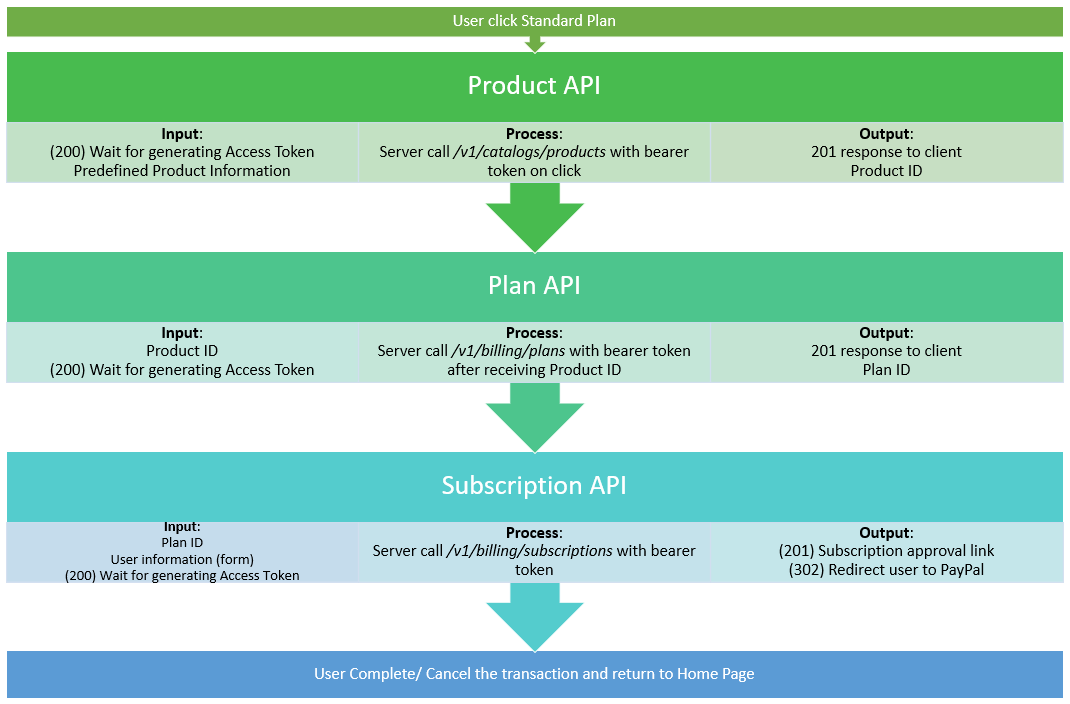 User click Standard Plan
Product API
Input:
(200) Wait for generating Access Token
Predefined Product Information
Process:
Server call /v1/catalogs/products with bearer
token on click
Output:
201 response to client
Product ID
Plan API
Input:
Product ID
(200) Wait for generating Access Token
Process:
Server call /v1/billing/plans with bearer token
after receiving Product ID
Output:
201 response to client
Plan ID
Subscription API
Input:
Plan ID
User information (form)
(200) Wait for generating Access Token
Process:
Server call /v1/billing/subscriptions with bearer
token
Output:
(201) Subscription approval link
(302) Redirect user to PayPal
User Complete/ Cancel the transaction and return to Home Page